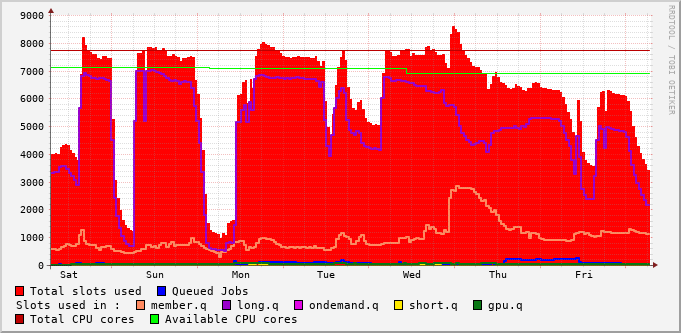 9000
8000
7000
6000
5000
4000
3000
2000
1000
0
Sat Sun Mon Tue Wed Thu Fri
RRDTOOL / TOBI OETIKER
Total slots used Queued Jobs
Slots used in : member.q long.q ondemand.q short.q gpu.q
Total CPU cores Available CPU cores